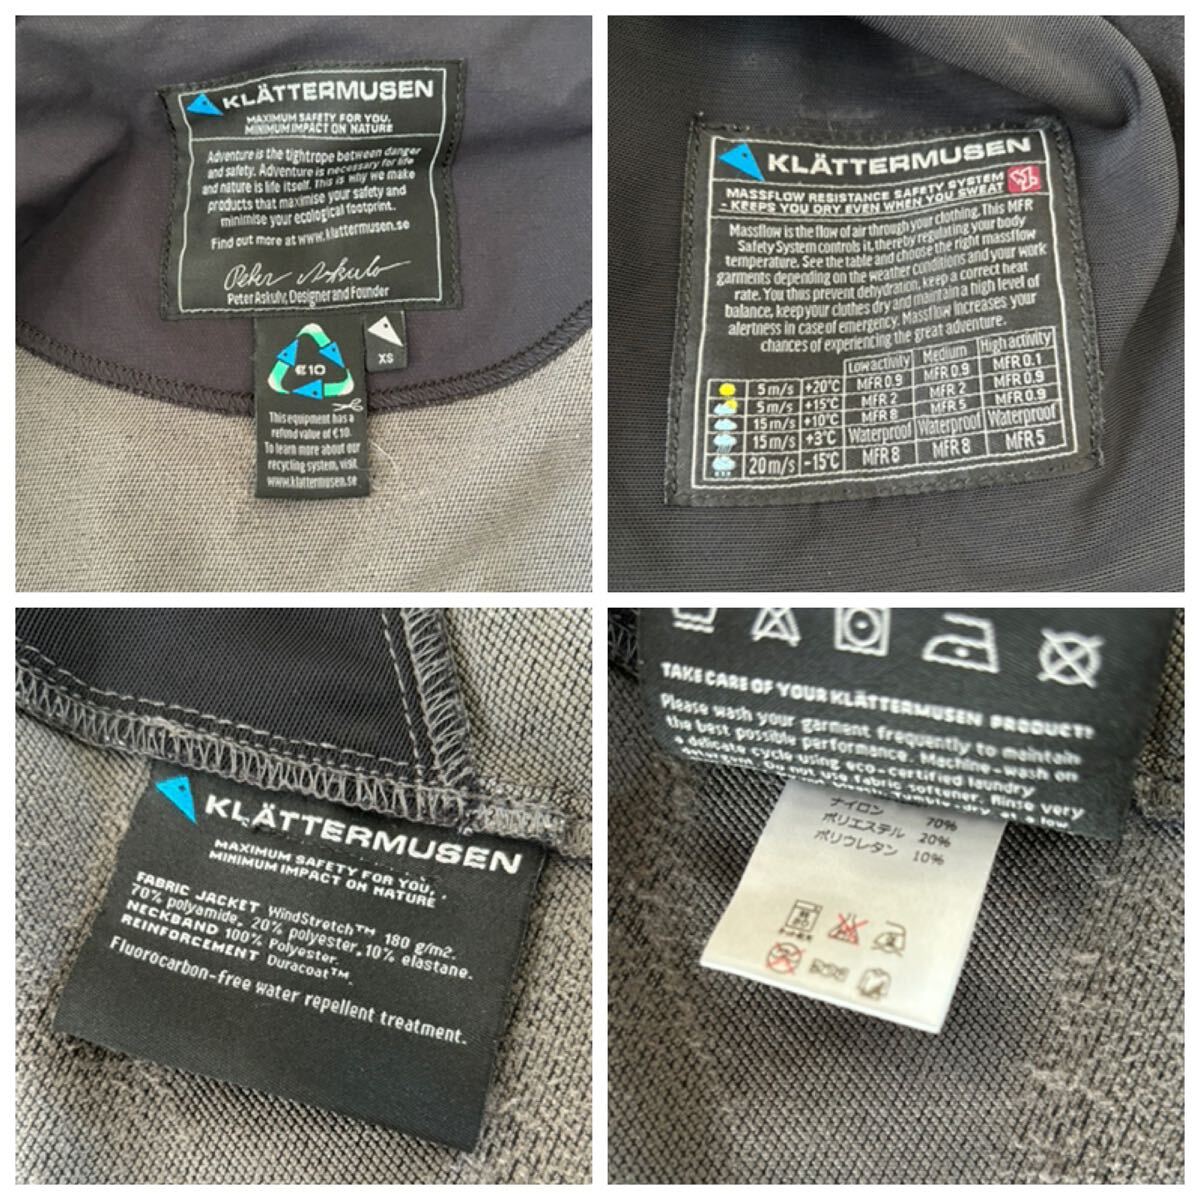 KLÄTTERMUSEN
MAXIMUM SAFETY FOR YOU,
MINIMUM IMPACT ON NATURE
Adventure is the tightrope between danger
and safety. Adventure is necessary for life
and nature is life itself. This is why we make
products that maximise your safety and
minimise your ecological footprint.
Find out more at www.klattermusen.se
Peter Askulv
Peter Askulv, Designer and Founder
€10
XS
This equipment has a
refund value of €10.
To learn more about our
recycling system, visit
www.klattermusen.se
KLÄTTERMUSEN
MASSFLOW RESISTANCE SAFETY SYSTEM
- KEEPS YOU DRY EVEN WHEN YOU SWEAT
Massflow is the flow of air through your clothing. This MFR
Safety System controls it, thereby regulating your body
temperature. See the table and choose the right massflow
garments depending on the weather conditions and your work
rate. You thus prevent dehydration, keep a correct heat
balance, keep your clothes dry and maintain a high level of
alertness in case of emergency. Massflow increases your
chances of experiencing the great adventure.
Low activity Medium High activity
5 m/s +20°C MFR 0.9 MFR 0.9 MFR 0.1
5 m/s +15°C MFR 2 MFR 2 MFR 0.9
15 m/s +10°C MFR 8 MFR 5 MFR 0.9
15 m/s +3°C Waterproof Waterproof Waterproof
20 m/s -15°C MFR 8 MFR 8 MFR 5
KLÄTTERMUSEN
MAXIMUM SAFETY FOR YOU,
MINIMUM IMPACT ON NATURE
FABRIC JACKET WindStretch™ 180 g/m2.
70% polyamide, 20% polyester, 10% elastane.
NECKBAND 100% Polyester.
REINFORCEMENT Duracoat™.
Fluorocarbon-free water repellent treatment.
TAKE CARE OF YOUR KLÄTTERMUSEN PRODUCT!
Please wash your garment frequently to maintain
the best possible performance. Machine-wash on
a delicate cycle using eco-certified laundry
detergent. Do not use fabric softener. Rinse very
at a low
ナイロン 70%
ポリエステル 20%
ポリウレタン 10%